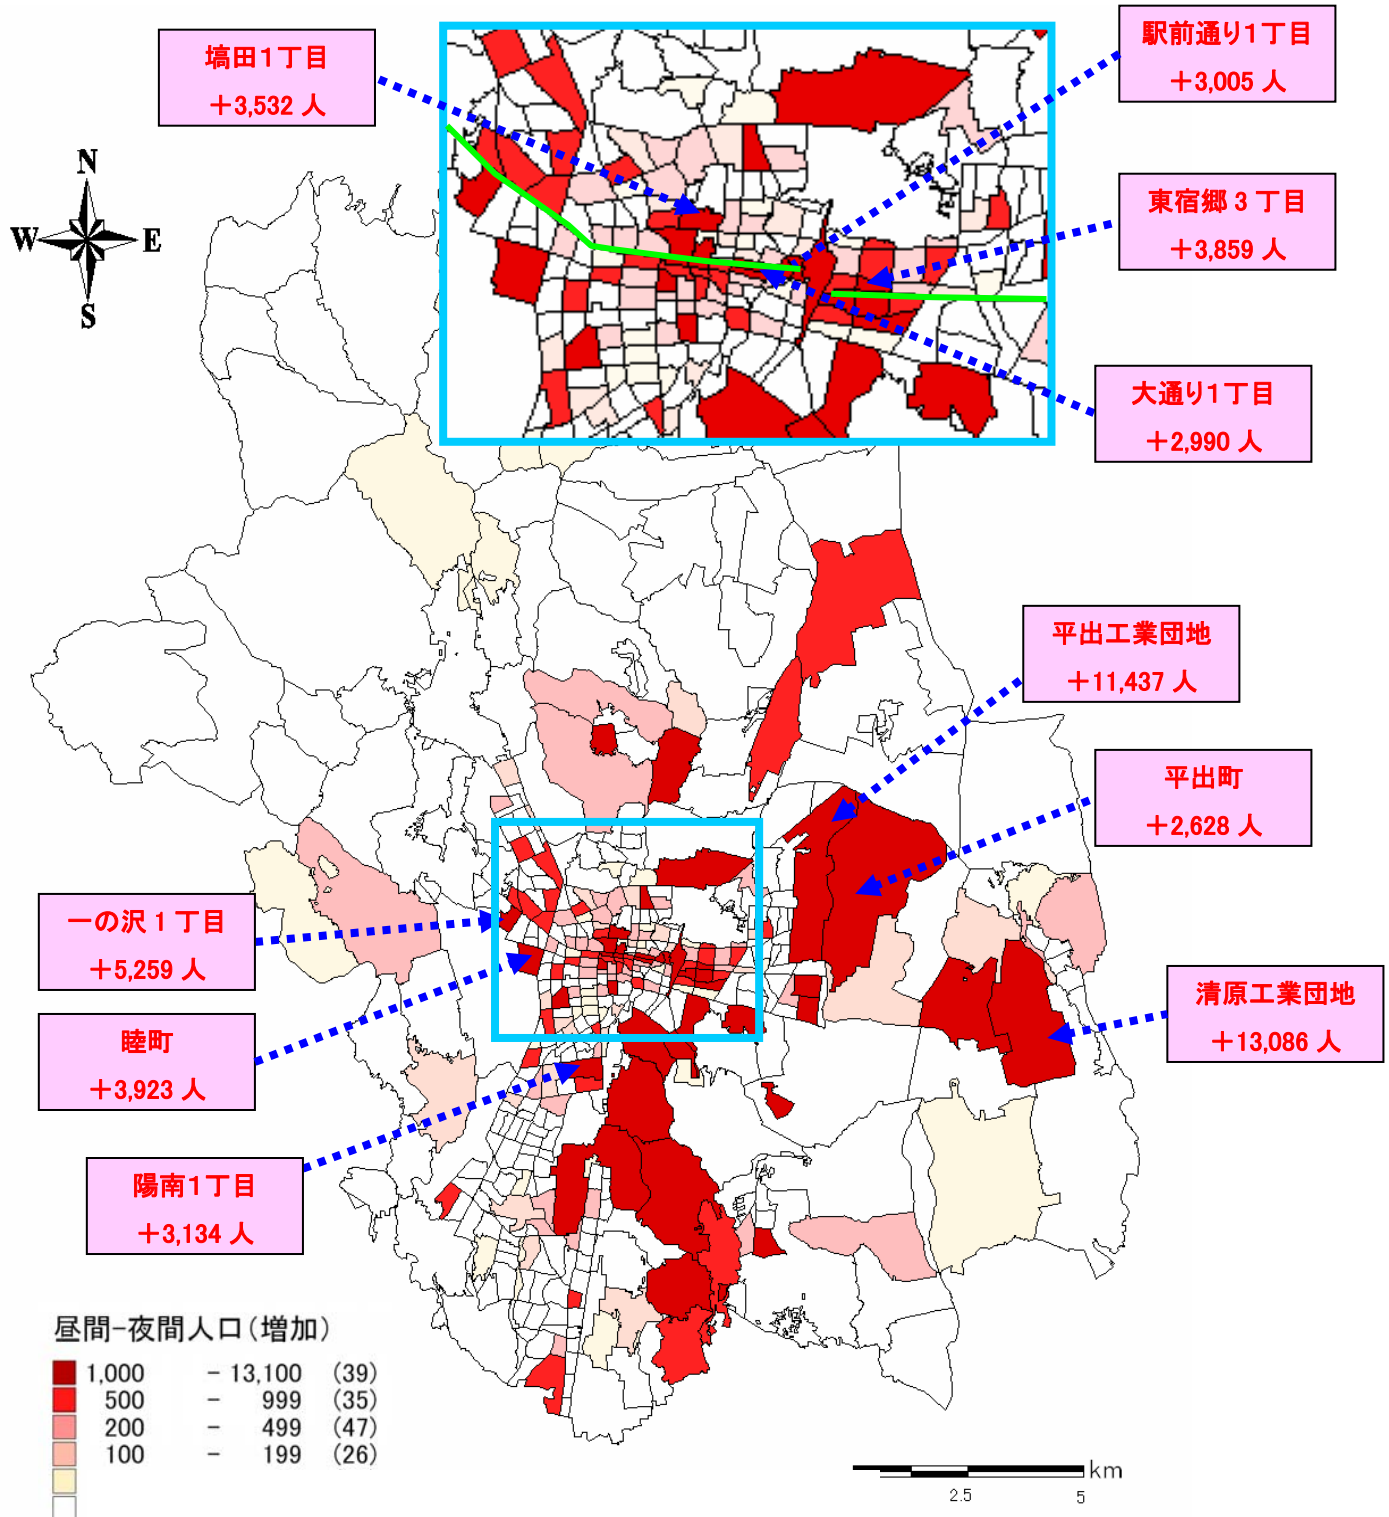 塙田1丁目
＋3,532 人
駅前通り1丁目
＋3,005 人
東宿郷 3 丁目
＋3,859 人
大通り1丁目
＋2,990 人
N
W
E
S
平出工業団地
＋11,437 人
平出町
＋2,628 人
一の沢 1 丁目
＋5,259 人
清原工業団地
＋13,086 人
睦町
＋3,923 人
陽南1丁目
＋3,134 人
昼間−夜間人口（増加）
1,000 - 13,100 (39)
500 - 999 (35)
200 - 499 (47)
100 - 199 (26)
km
2.5 5